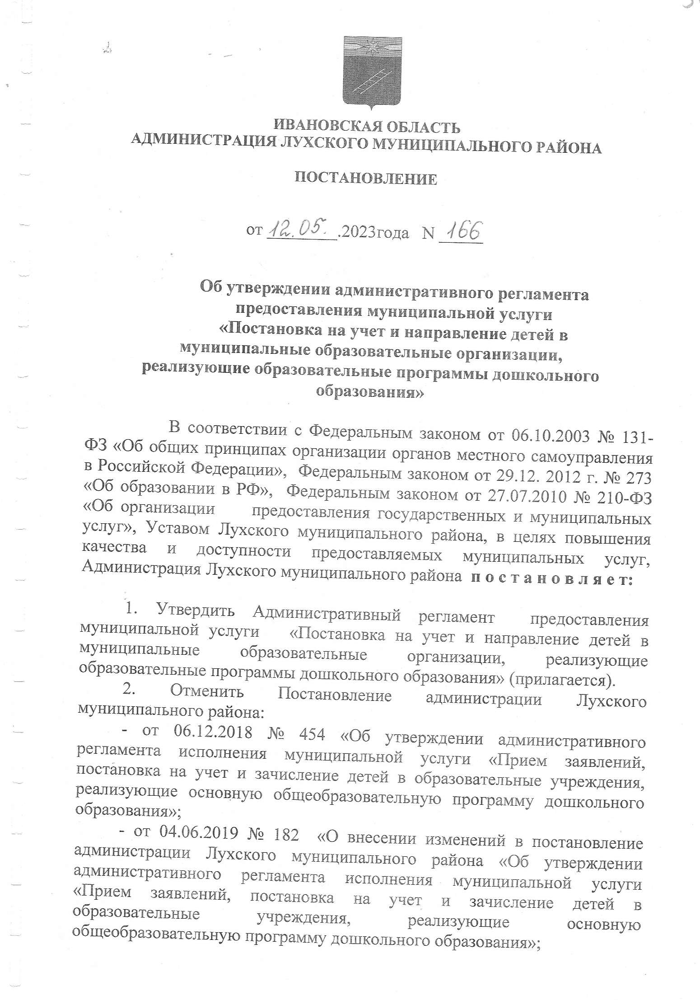 ИВАНОВСКАЯ ОБЛАСТЬ
АДМИНИСТРАЦИЯ ЛУХСКОГО МУНИЦИПАЛЬНОГО РАЙОНА
ПОСТАНОВЛЕНИЕ
от 12.05. .2023года N 166
Об утверждении административного регламента
предоставления муниципальной услуги
«Постановка на учет и направление детей в
муниципальные образовательные организации,
реализующие образовательные программы дошкольного
образования»
В соответствии с Федеральным законом от 06.10.2003 № 131-
ФЗ «Об общих принципах организации органов местного самоуправления
в Российской Федерации», Федеральным законом от 29.12. 2012 г. № 273
«Об образовании в РФ», Федеральным законом от 27.07.2010 № 210-ФЗ
«Об организации предоставления государственных и муниципальных
услуг», Уставом Лухского муниципального района, в целях повышения
качества и доступности предоставляемых муниципальных услуг,
Администрация Лухского муниципального района п о с т а н о в л я е т:
1. Утвердить Административный регламент предоставления
муниципальной услуги «Постановка на учет и направление детей в
муниципальные образовательные организации, реализующие
образовательные программы дошкольного образования» (прилагается).
2. Отменить Постановление администрации Лухского
муниципального района:
- от 06.12.2018 № 454 «Об утверждении административного
регламента исполнения муниципальной услуги «Прием заявлений,
постановка на учет и зачисление детей в образовательные учреждения,
реализующие основную общеобразовательную программу дошкольного
образования»;
- от 04.06.2019 № 182 «О внесении изменений в постановление
администрации Лухского муниципального района «Об утверждении
административного регламента исполнения муниципальной услуги
«Прием заявлений, постановка на учет и зачисление детей в
образовательные учреждения, реализующие основную
общеобразовательную программу дошкольного образования»;